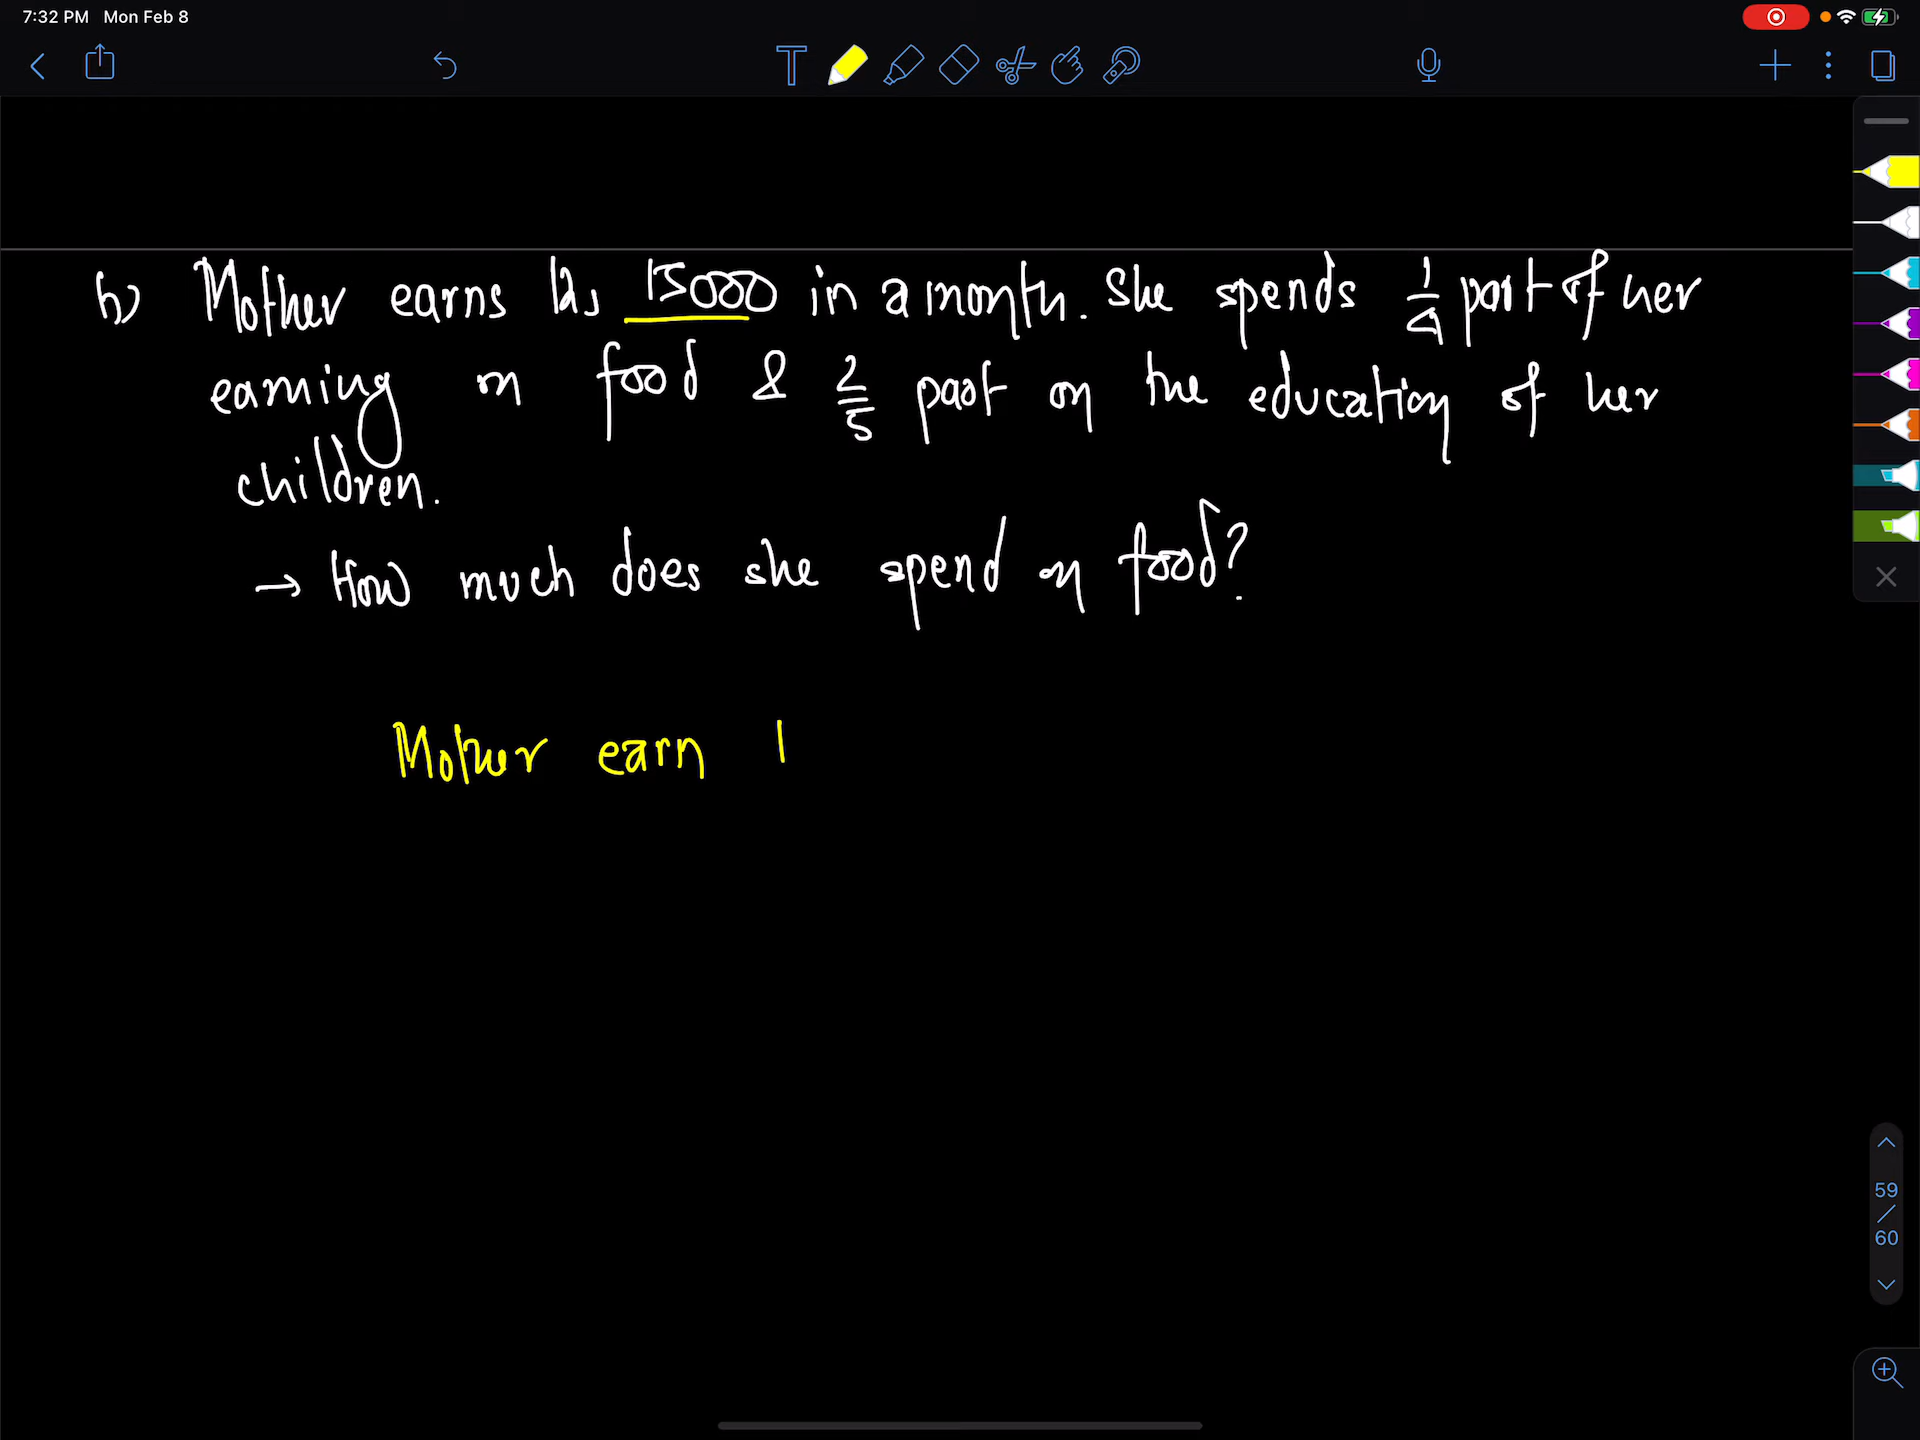 7:32 PM Mon Feb 8
h) Mother earns Rs 15000 in a month. She spends 1/4 part of her
earning on food & 2/5 part on the education of her
children.
→ How much does she spend on food?
Mother earn
59
/
60